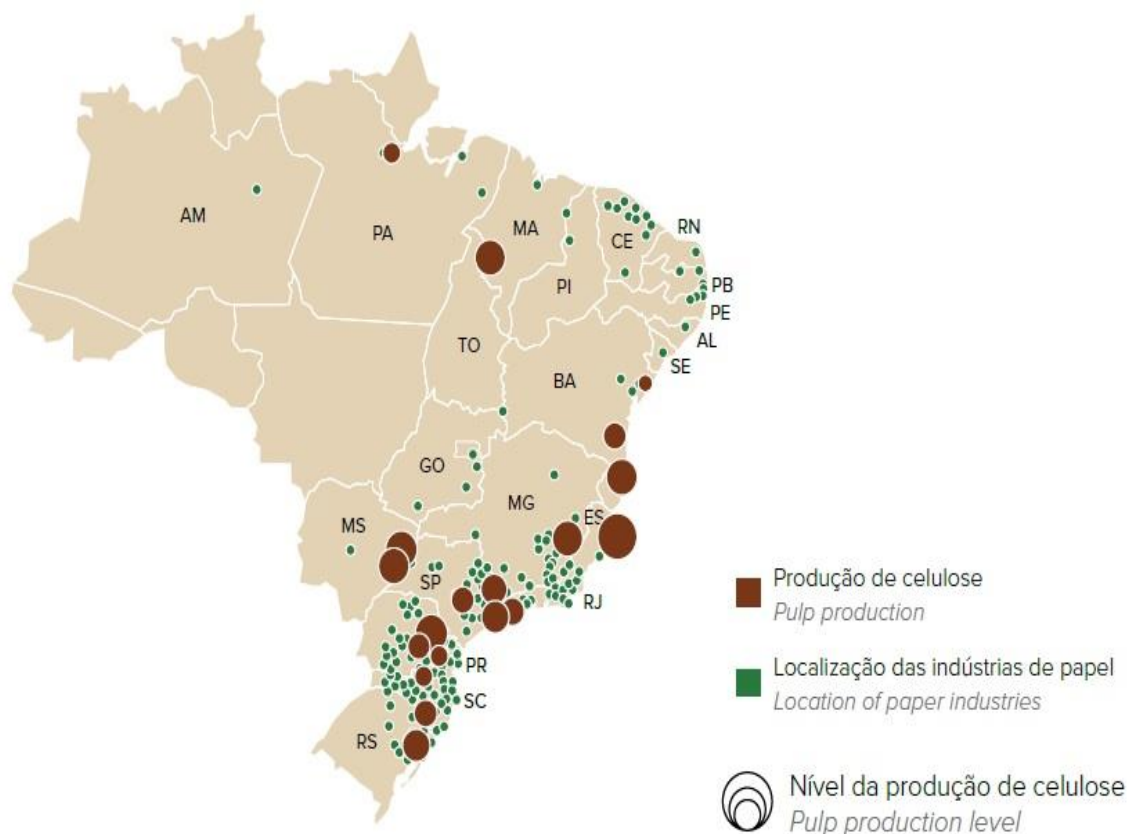 AM
PA
MA
CE
RN
PI
PB
PE
TO
AL
SE
BA
GO
MG
MS
ES
SP
RJ
PR
SC
RS
Produção de celulose
Pulp production
Localização das indústrias de papel
Location of paper industries
Nível da produção de celulose
Pulp production level